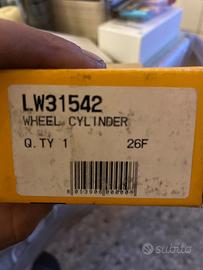 LW31542
WHEEL CYLINDER
Q.TY 1 26F
subito